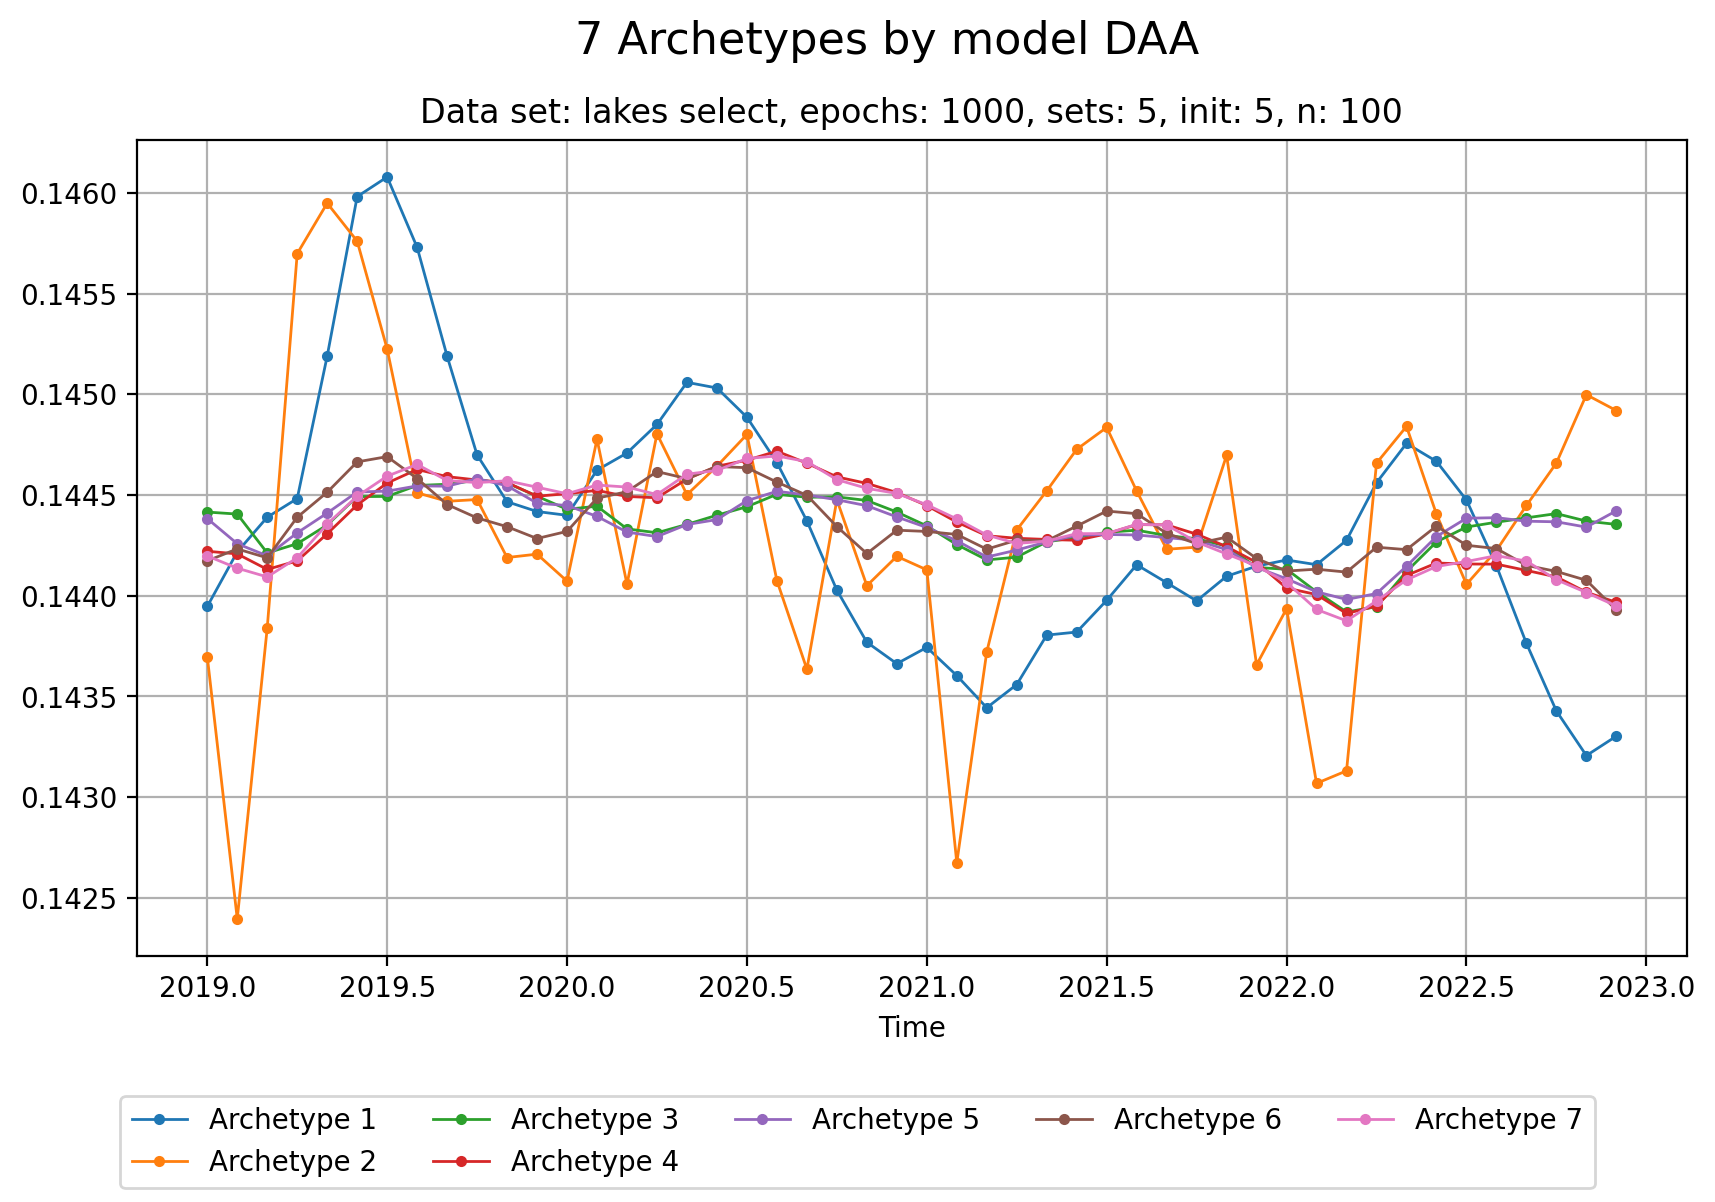 7 Archetypes by model DAA
Data set: lakes select, epochs: 1000, sets: 5, init: 5, n: 100
0.1460
0.1455
0.1450
0.1445
0.1440
0.1435
0.1430
0.1425
2019.0 2019.5 2020.0 2020.5 2021.0 2021.5 2022.0 2022.5 2023.0
Time
Archetype 1 Archetype 3 Archetype 5 Archetype 6 Archetype 7
Archetype 2 Archetype 4